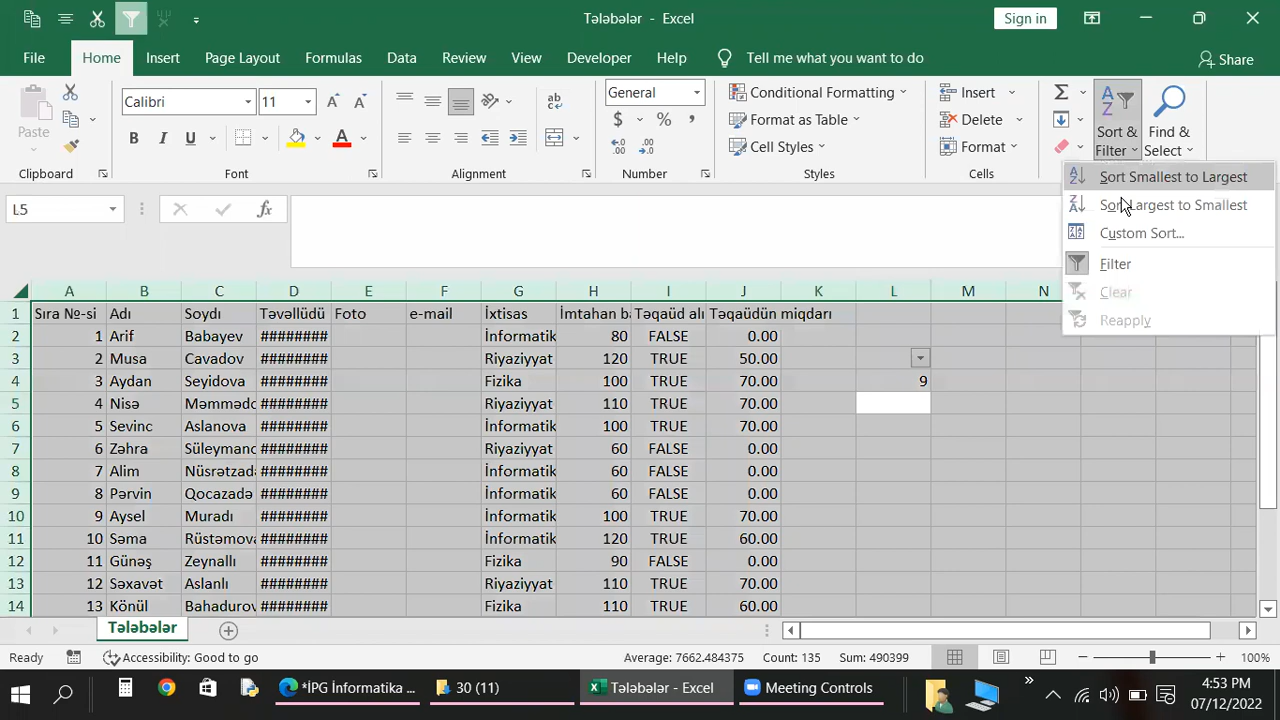 Tələbələr - Excel
Sign in
File Home Insert Page Layout Formulas Data Review View Developer Help Tell me what you want to do Share
Paste
Calibri 11
B I U A
General
$ % ,
Conditional Formatting
Format as Table
Cell Styles
Insert
Delete
Format
Sort & Filter
Find & Select
Clipboard Font Alignment Number Styles Cells
Sort Smallest to Largest
Sort Largest to Smallest
Custom Sort...
Filter
Clear
Reapply
L5 fx
A B C D E F G H I J K L M N
1 Sıra №-si Adı Soydı Təvəllüdü Foto e-mail İxtisas İmtahan b Təqaüd alı Təqaüdün miqdarı
2 1 Arif Babayev ######## İnformatik 80 FALSE 0.00
3 2 Musa Cavadov ######## Riyaziyyat 120 TRUE 50.00
4 3 Aydan Seyidova ######## Fizika 100 TRUE 70.00 9
5 4 Nisə Məmmədo ######## Riyaziyyat 110 TRUE 70.00
6 5 Sevinc Aslanova ######## İnformatik 100 TRUE 70.00
7 6 Zəhra Süleymano ######## Riyaziyyat 60 FALSE 0.00
8 7 Alim Nüsrətzadə ######## İnformatik 60 FALSE 0.00
9 8 Pərvin Qocazadə ######## İnformatik 60 FALSE 0.00
10 9 Aysel Muradı ######## İnformatik 100 TRUE 70.00
11 10 Səma Rüstəmova ######## İnformatik 120 TRUE 60.00
12 11 Günəş Zeynallı ######## Fizika 90 FALSE 0.00
13 12 Səxavət Aslanlı ######## Riyaziyyat 110 TRUE 70.00
14 13 Könül Bahadurov ######## Fizika 110 TRUE 60.00
Tələbələr
Ready Accessibility: Good to go Average: 7662.484375 Count: 135 Sum: 490399 100%
*İPG İnformatika ... 30 (11) Tələbələr - Excel Meeting Controls
4:53 PM
07/12/2022